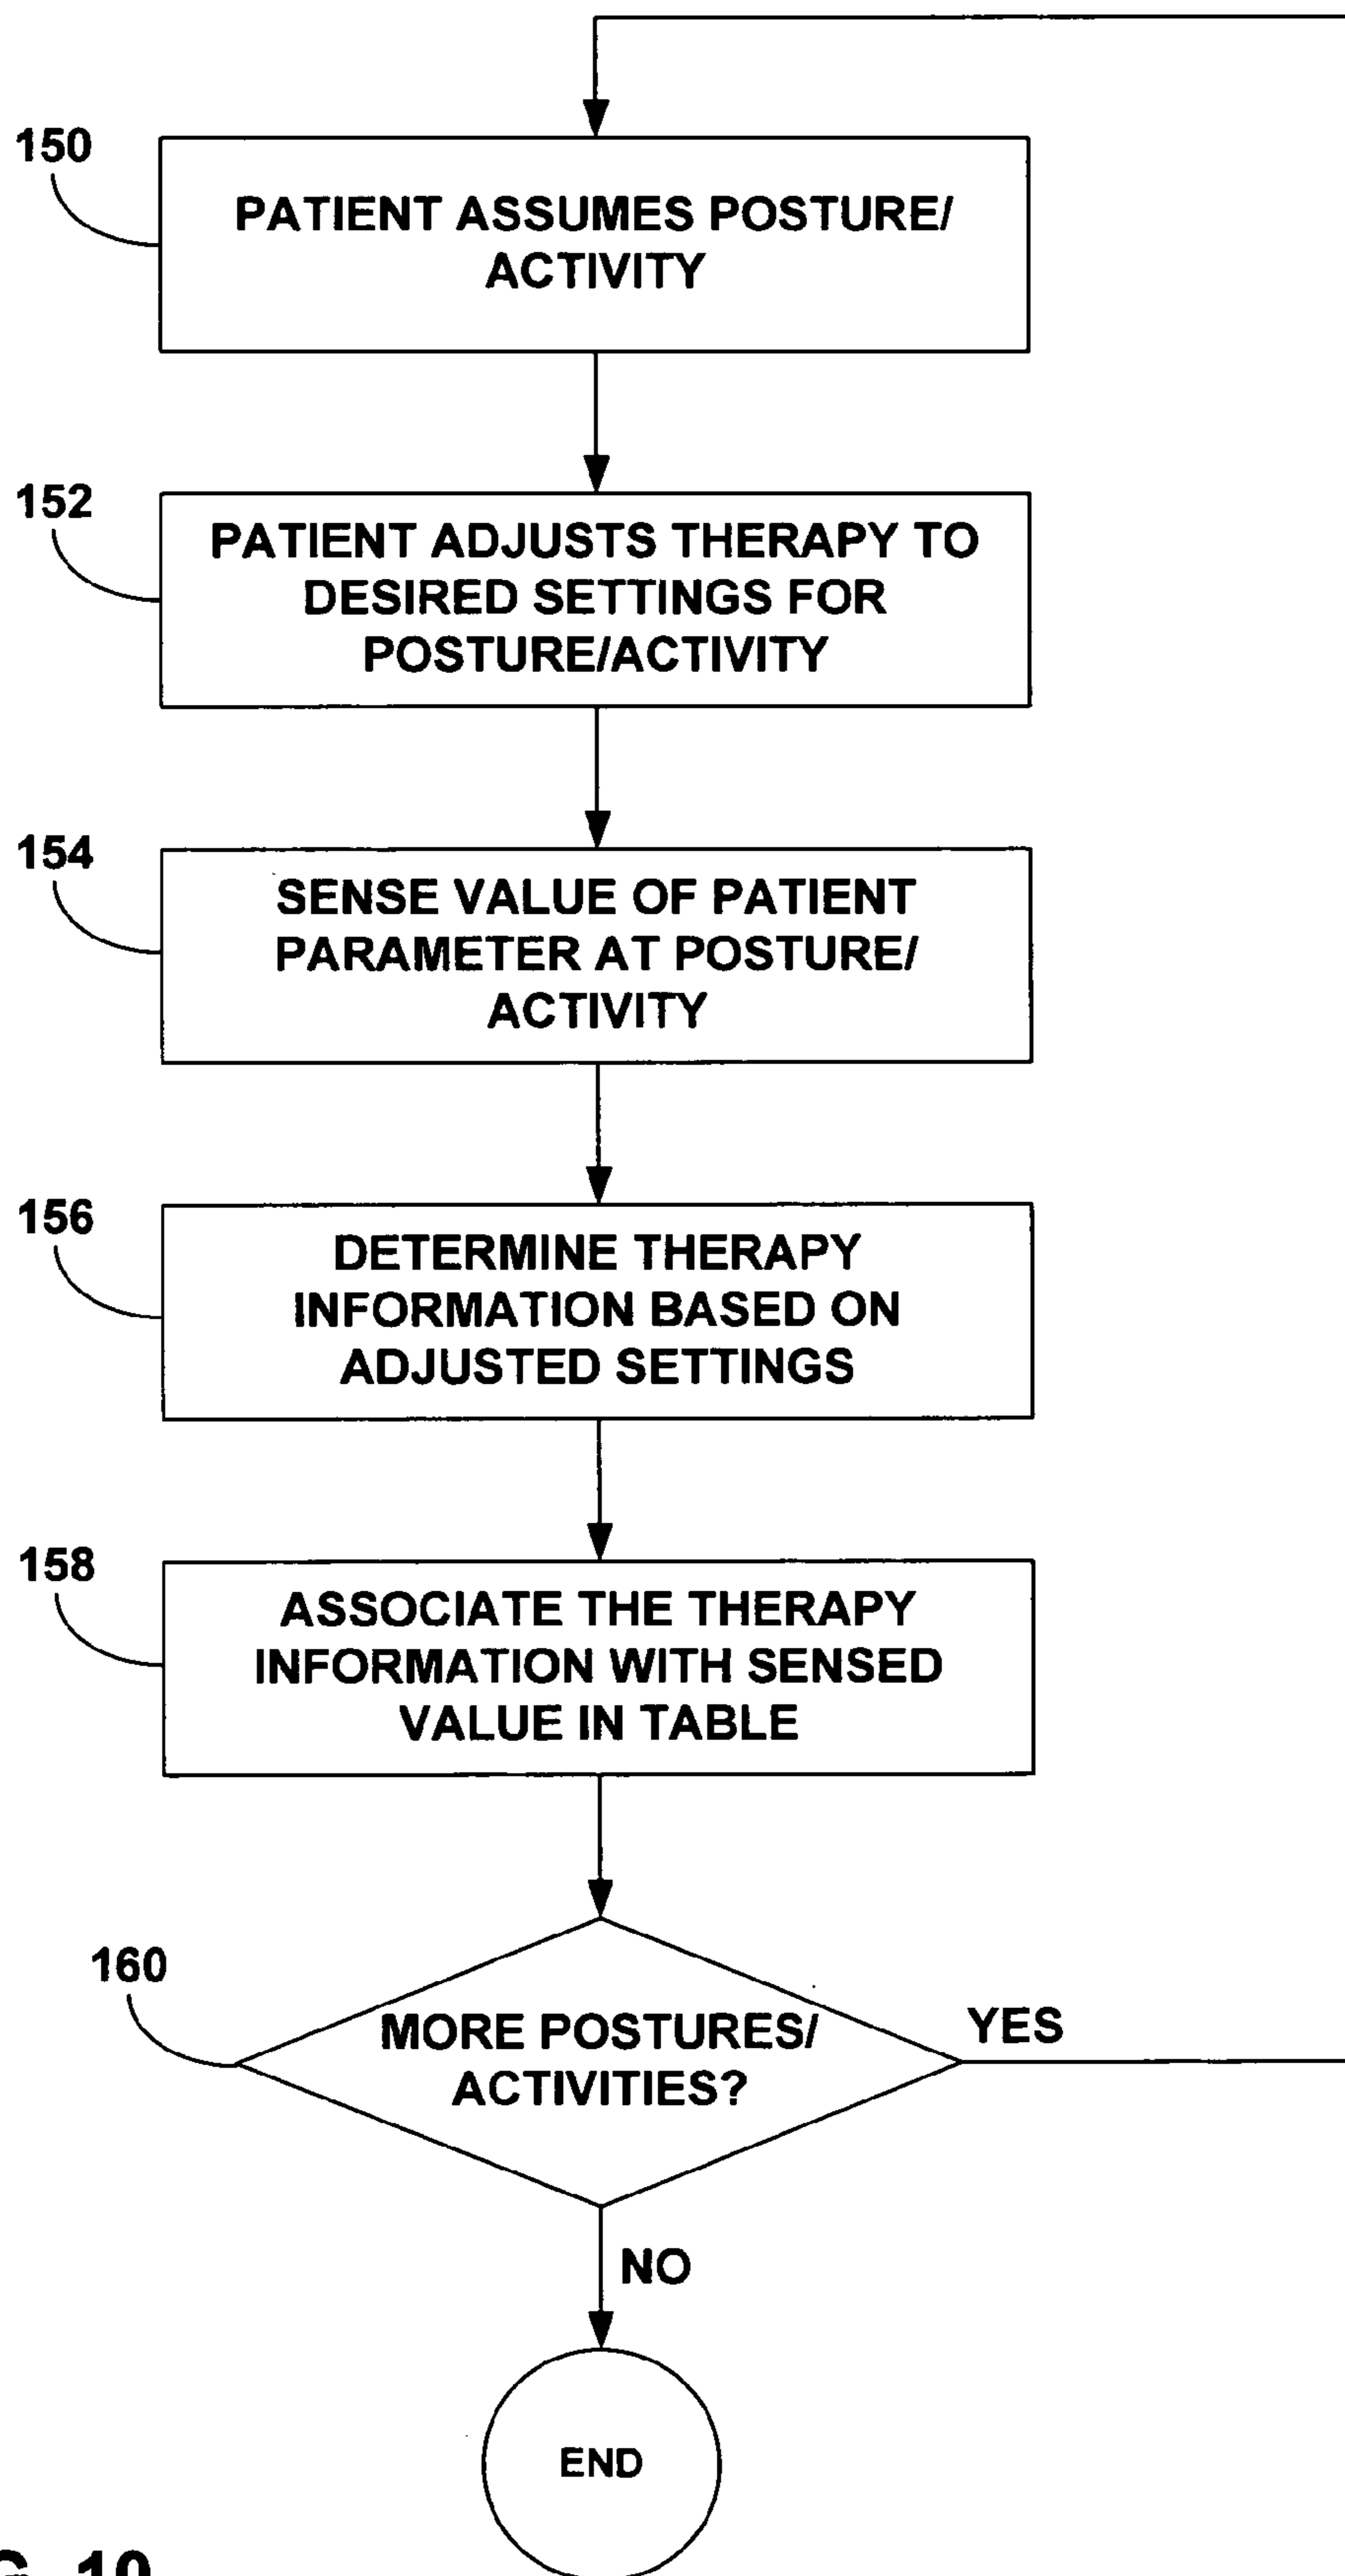 150
PATIENT ASSUMES POSTURE/
ACTIVITY
152
PATIENT ADJUSTS THERAPY TO
DESIRED SETTINGS FOR
POSTURE/ACTIVITY
154
SENSE VALUE OF PATIENT
PARAMETER AT POSTURE/
ACTIVITY
156
DETERMINE THERAPY
INFORMATION BASED ON
ADJUSTED SETTINGS
158
ASSOCIATE THE THERAPY
INFORMATION WITH SENSED
VALUE IN TABLE
160
MORE POSTURES/
ACTIVITIES?
YES
NO
END